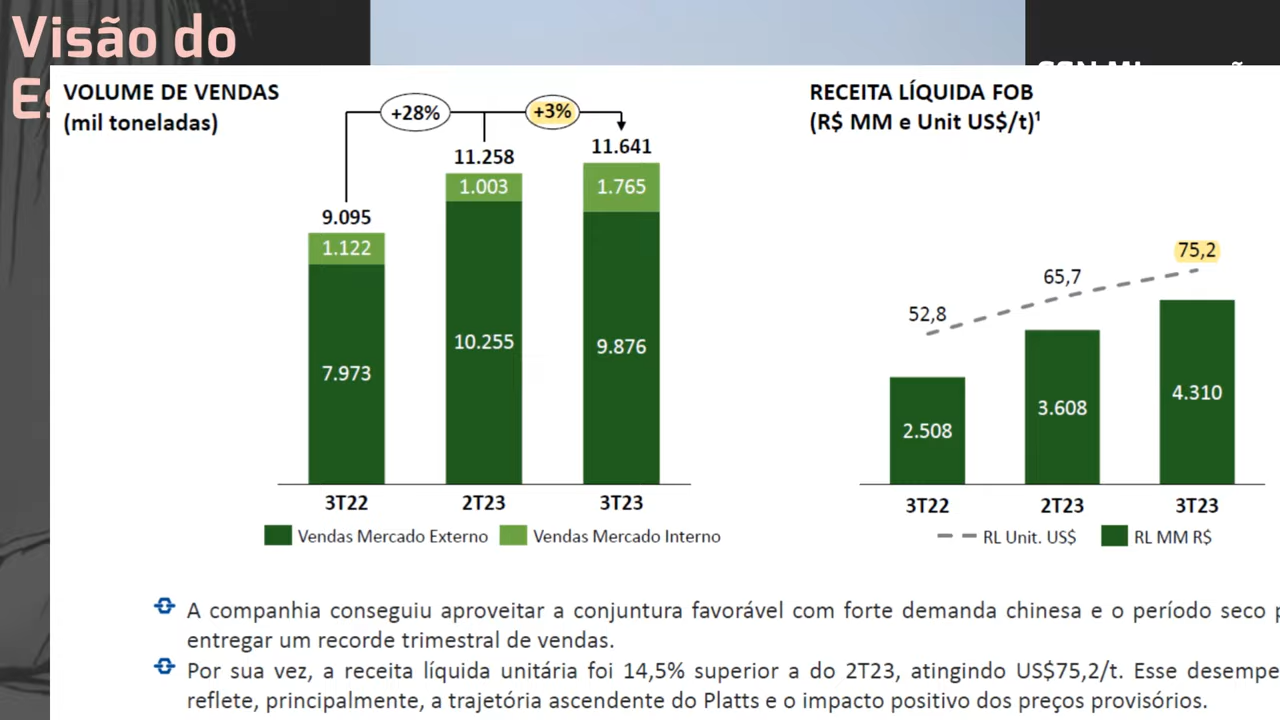 Visão do
VOLUME DE VENDAS
(mil toneladas)
+28%
+3%
9.095
11.258
11.641
1.122
1.003
1.765
7.973
10.255
9.876
3T22
2T23
3T23
Vendas Mercado Externo
Vendas Mercado Interno
RECEITA LÍQUIDA FOB
(R$ MM e Unit US$/t)¹
52,8
65,7
75,2
2.508
3.608
4.310
3T22
2T23
3T23
RL Unit. US$
RL MM R$
A companhia conseguiu aproveitar a conjuntura favorável com forte demanda chinesa e o período seco
entregar um recorde trimestral de vendas.
Por sua vez, a receita líquida unitária foi 14,5% superior a do 2T23, atingindo US$75,2/t. Esse desempe
reflete, principalmente, a trajetória ascendente do Platts e o impacto positivo dos preços provisórios.